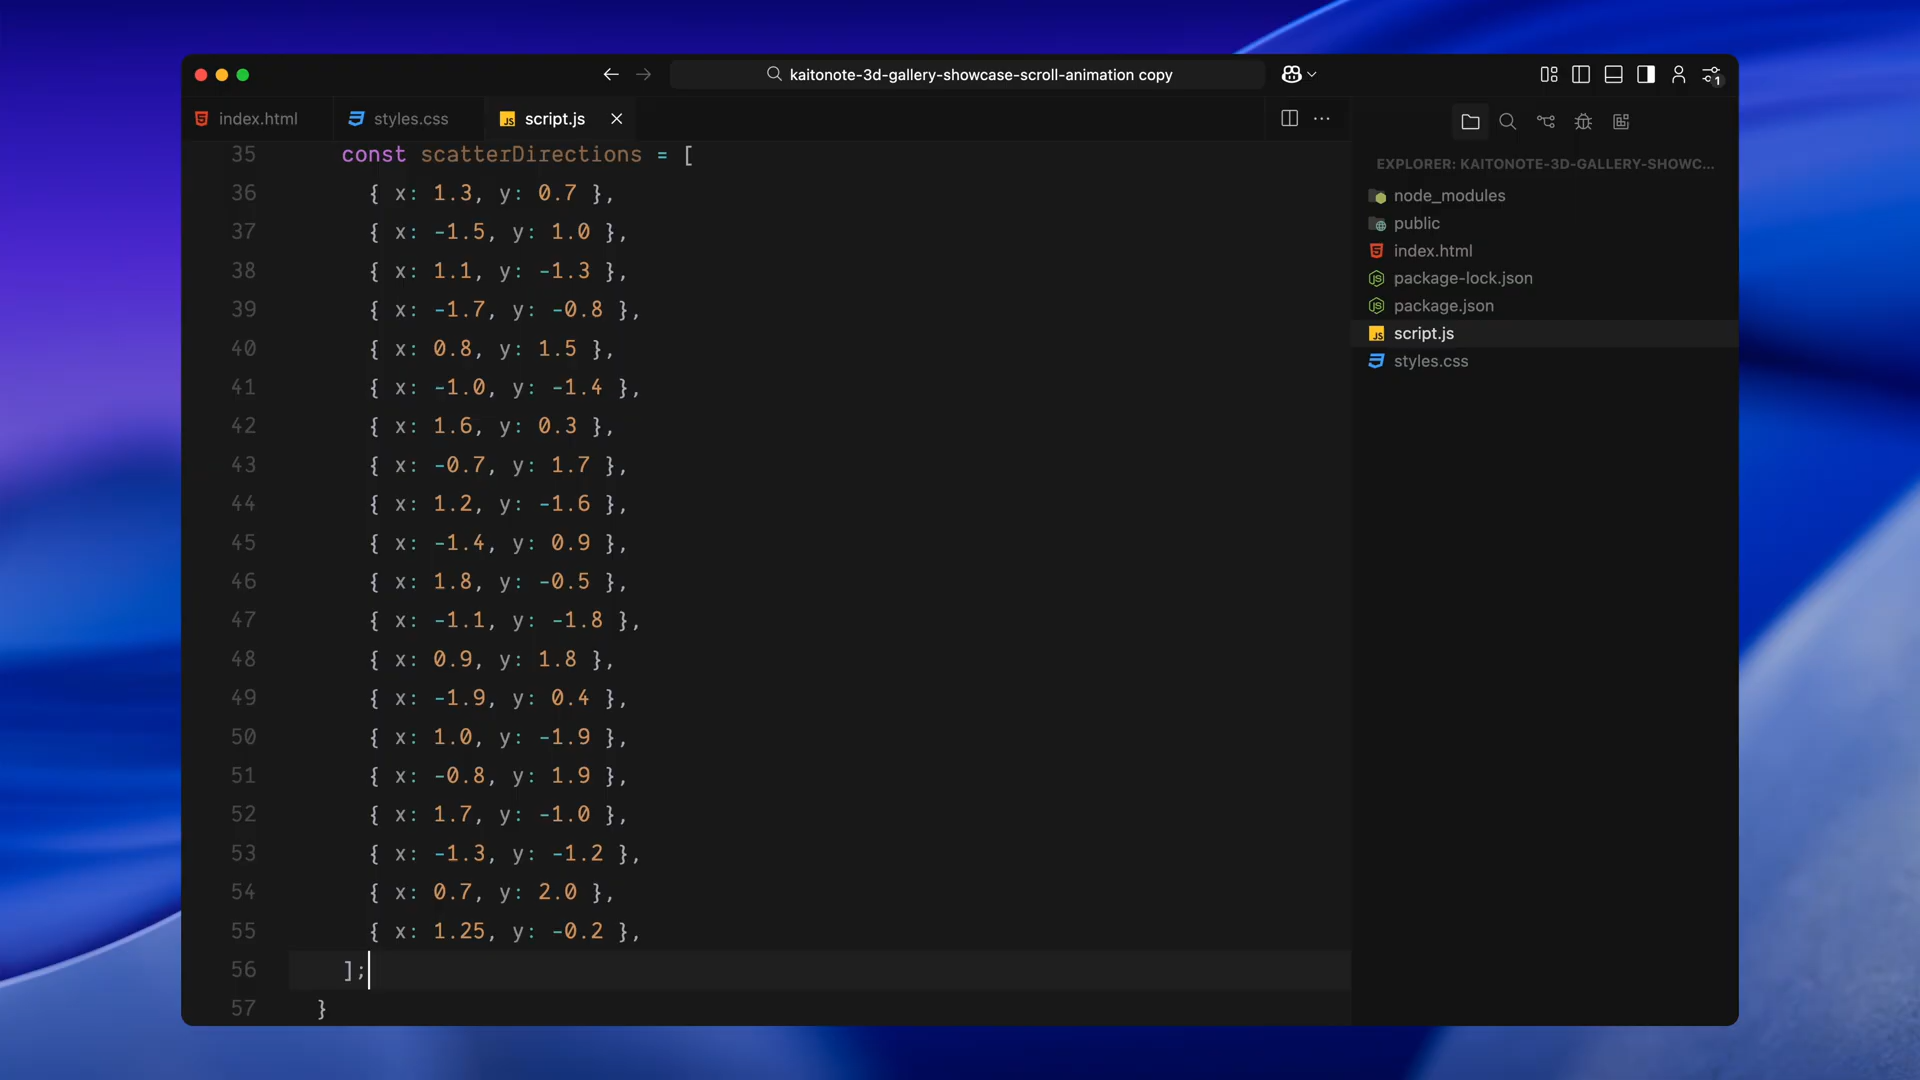 kaitonote-3d-gallery-showcase-scroll-animation copy
index.html
styles.css
script.js
35 const scatterDirections = [
36 { x: 1.3, y: 0.7 },
37 { x: -1.5, y: 1.0 },
38 { x: 1.1, y: -1.3 },
39 { x: -1.7, y: -0.8 },
40 { x: 0.8, y: 1.5 },
41 { x: -1.0, y: -1.4 },
42 { x: 1.6, y: 0.3 },
43 { x: -0.7, y: 1.7 },
44 { x: 1.2, y: -1.6 },
45 { x: -1.4, y: 0.9 },
46 { x: 1.8, y: -0.5 },
47 { x: -1.1, y: -1.8 },
48 { x: 0.9, y: 1.8 },
49 { x: -1.9, y: 0.4 },
50 { x: 1.0, y: -1.9 },
51 { x: -0.8, y: 1.9 },
52 { x: 1.7, y: -1.0 },
53 { x: -1.3, y: -1.2 },
54 { x: 0.7, y: 2.0 },
55 { x: 1.25, y: -0.2 },
56 ];
57 }
EXPLORER: KAITONOTE-3D-GALLERY-SHOWC...
node_modules
public
index.html
package-lock.json
package.json
script.js
styles.css